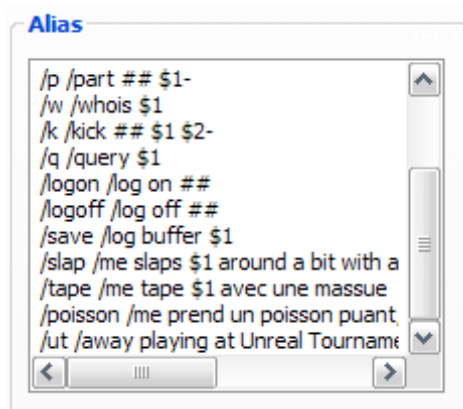 Alias
/p /part ## $1-
/w /whois $1
/k /kick ## $1 $2-
/q /query $1
/logon /log on ##
/logoff /log off ##
/save /log buffer $1
/slap /me slaps $1 around a bit with a
/tape /me tape $1 avec une massue
/poisson /me prend un poisson puant,
/ut /away playing at Unreal Tourname